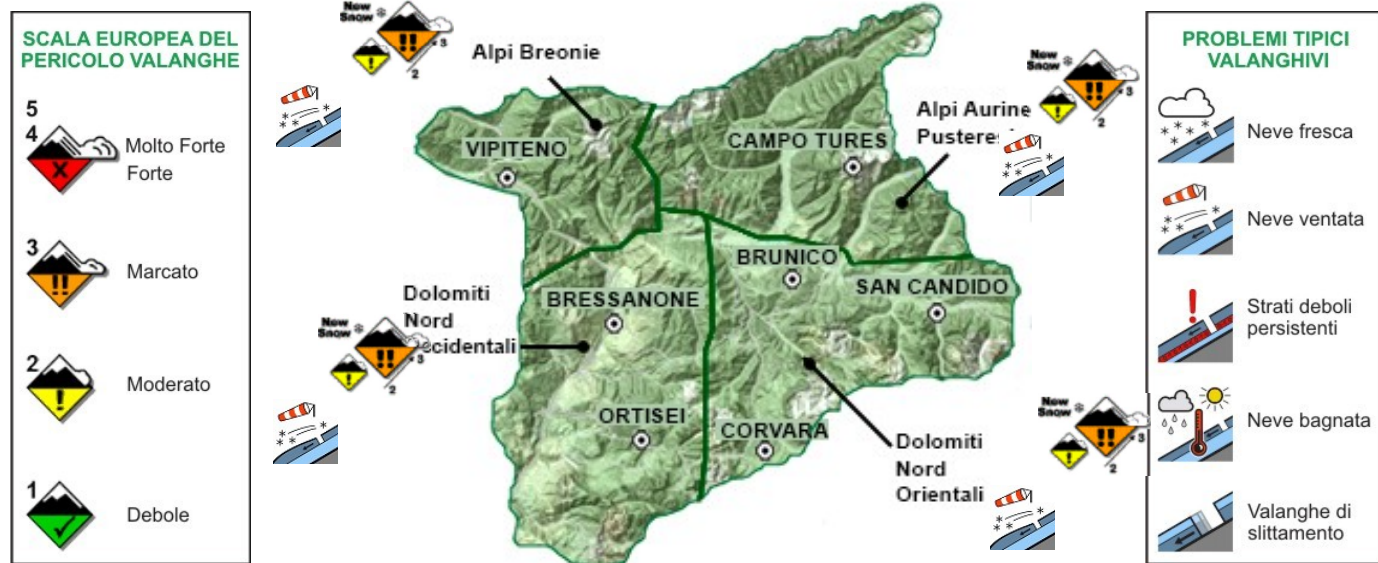 SCALA EUROPEA DEL
PERICOLO VALANGHE
5
4
Molto Forte
Forte
3
Marcato
2
Moderato
1
Debole
New
Snow
3
2
Alpi Breonie
VIPITENO
CAMPO TURES
Alpi Aurine
Pusteresi
New
Snow
3
2
BRUNICO
SAN CANDIDO
BRESSANONE
Dolomiti
Nord
Occidentali
New
Snow
3
2
ORTISEI
CORVARA
Dolomiti
Nord
Orientali
New
Snow
3
2
PROBLEMI TIPICI
VALANGHIVI
Neve fresca
Neve ventata
Strati deboli
persistenti
Neve bagnata
Valanghe di
slittamento